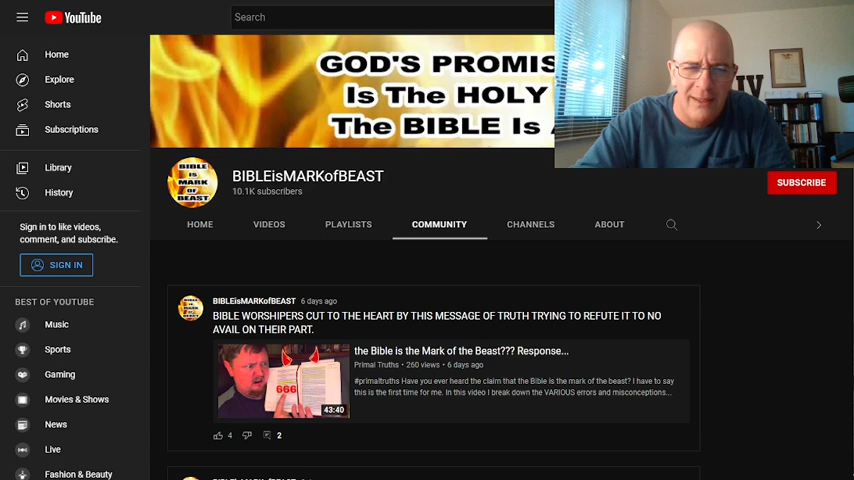 YouTube
Search
Home
Explore
Shorts
Subscriptions
Library
History
Sign in to like videos,
comment, and subscribe.
SIGN IN
BEST OF YOUTUBE
Music
Sports
Gaming
Movies & Shows
News
Live
Fashion & Beauty
GOD'S PROMIS
Is The HOLY
The BIBLE Is
IV
BIBLE
IS
MARK
OF
BEAST
BIBLEisMARKofBEAST
10.1K subscribers
SUBSCRIBE
HOME VIDEOS PLAYLISTS COMMUNITY CHANNELS ABOUT
BIBLEisMARKofBEAST 6 days ago
BIBLE WORSHIPERS CUT TO THE HEART BY THIS MESSAGE OF TRUTH TRYING TO REFUTE IT TO NO
AVAIL ON THEIR PART.
666
43:40
the Bible is the Mark of the Beast??? Response...
Primal Truths • 260 views • 6 days ago
#primaltruths Have you ever heard the claim that the Bible is the mark of the beast? I have to say
this is the first time for me. In this video I break down the VARIOUS errors and misconceptions...
4 2